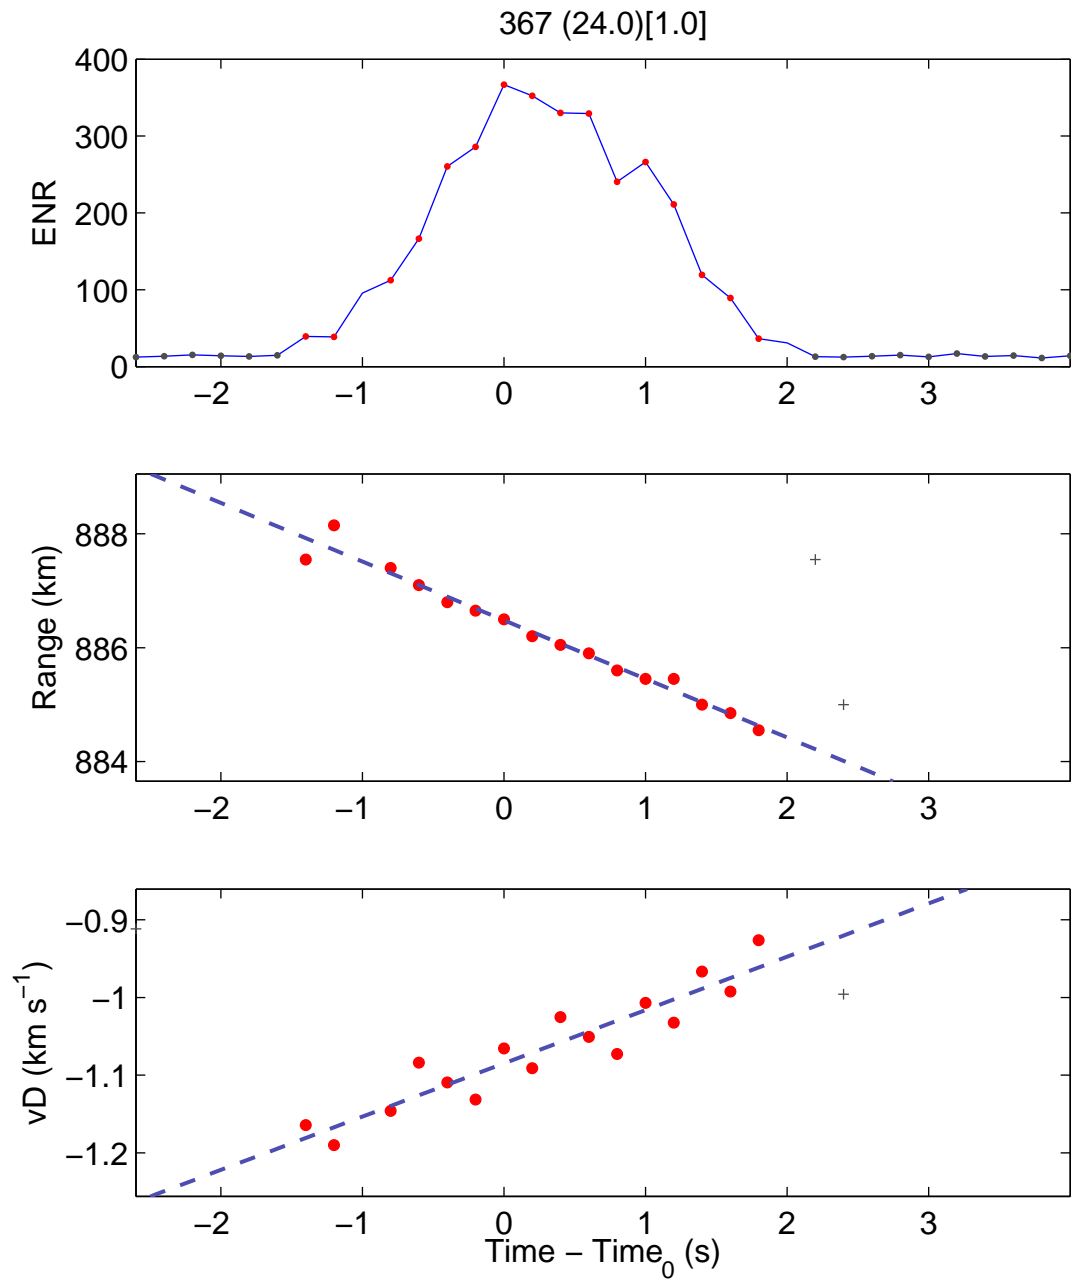 367 (24.0)[1.0]
400
300
200
100
0
ENR
−2 −1 0 1 2 3
888
886
884
Range (km)
−2 −1 0 1 2 3
−0.9
−1
−1.1
−1.2
vD (km s⁻¹)
−2 −1 0 1 2 3
Time − Time₀ (s)